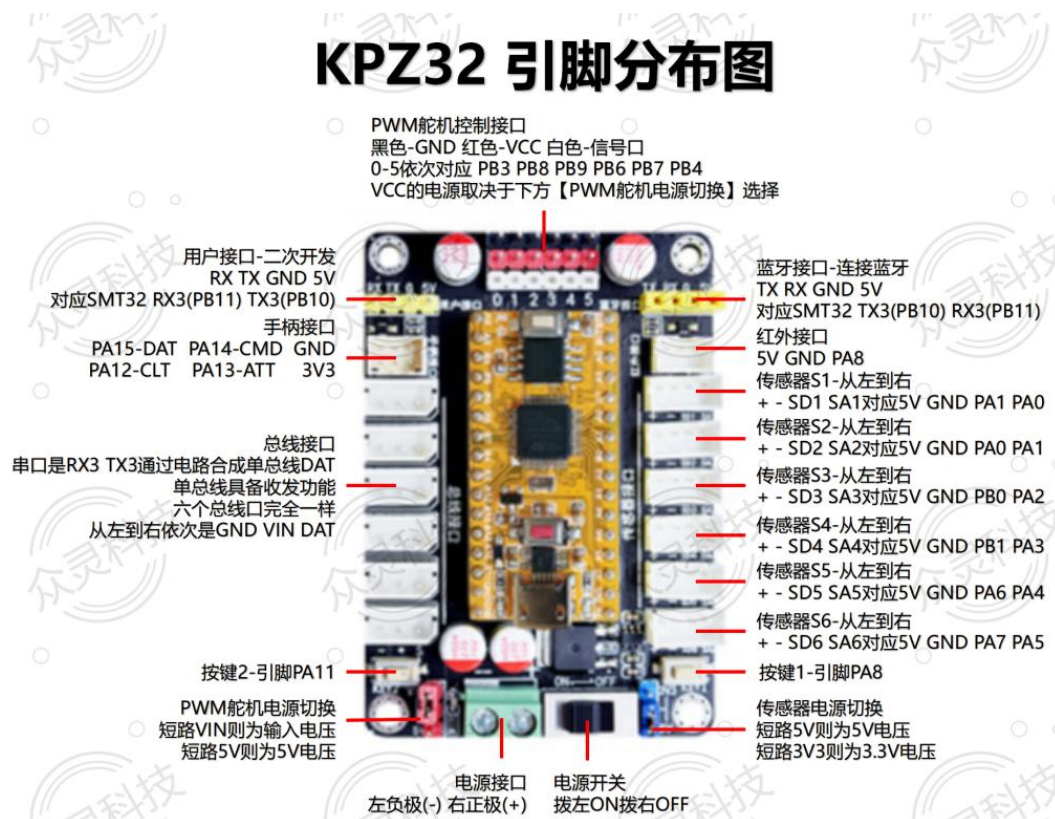 KPZ32 引脚分布图
PWM舵机控制接口
黑色-GND 红色-VCC 白色-信号口
0-5依次对应 PB3 PB8 PB9 PB6 PB7 PB4
VCC的电源取决于下方【PWM舵机电源切换】选择
用户接口-二次开发
RX TX GND 5V
对应SMT32 RX3(PB11) TX3(PB10)
手柄接口
PA15-DAT PA14-CMD GND
PA12-CLT PA13-ATT 3V3
总线接口
串口是RX3 TX3通过电路合成单总线DAT
单总线具备收发功能
六个总线口完全一样
从左到右依次是GND VIN DAT
按键2-引脚PA11
PWM舵机电源切换
短路VIN则为输入电压
短路5V则为5V电压
RX TX G 5V
用户接口
0 1 2 3 4 5
TX RX G 5V
总线接口
ON
OFF
蓝牙接口-连接蓝牙
TX RX GND 5V
对应SMT32 TX3(PB10) RX3(PB11)
红外接口
5V GND PA8
传感器S1-从左到右
+ - SD1 SA1对应5V GND PA1 PA0
传感器S2-从左到右
+ - SD2 SA2对应5V GND PA0 PA1
传感器S3-从左到右
+ - SD3 SA3对应5V GND PB0 PA2
传感器S4-从左到右
+ - SD4 SA4对应5V GND PB1 PA3
传感器S5-从左到右
+ - SD5 SA5对应5V GND PA6 PA4
传感器S6-从左到右
+ - SD6 SA6对应5V GND PA7 PA5
按键1-引脚PA8
传感器电源切换
短路5V则为5V电压
短路3V3则为3.3V电压
电源接口
左负极(-) 右正极(+)
电源开关
拨左ON拨右OFF
众灵科技